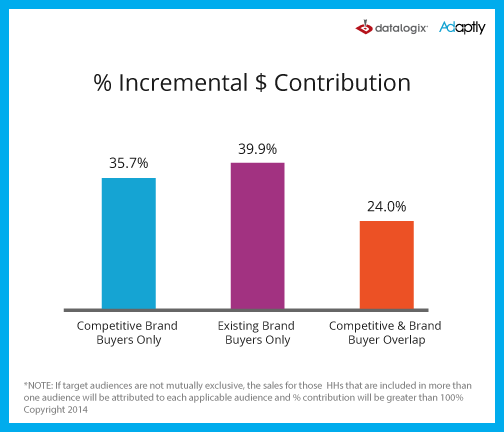 datalogix Adaptly
% Incremental $ Contribution
35.7%
39.9%
24.0%
Competitive Brand
Buyers Only
Existing Brand
Buyers Only
Competitive & Brand
Buyer Overlap
*NOTE: If target audiences are not mutually exclusive, the sales for those HHs that are included in more than
one audience will be attributed to each applicable audience and % contribution will be greater than 100%
Copyright 2014